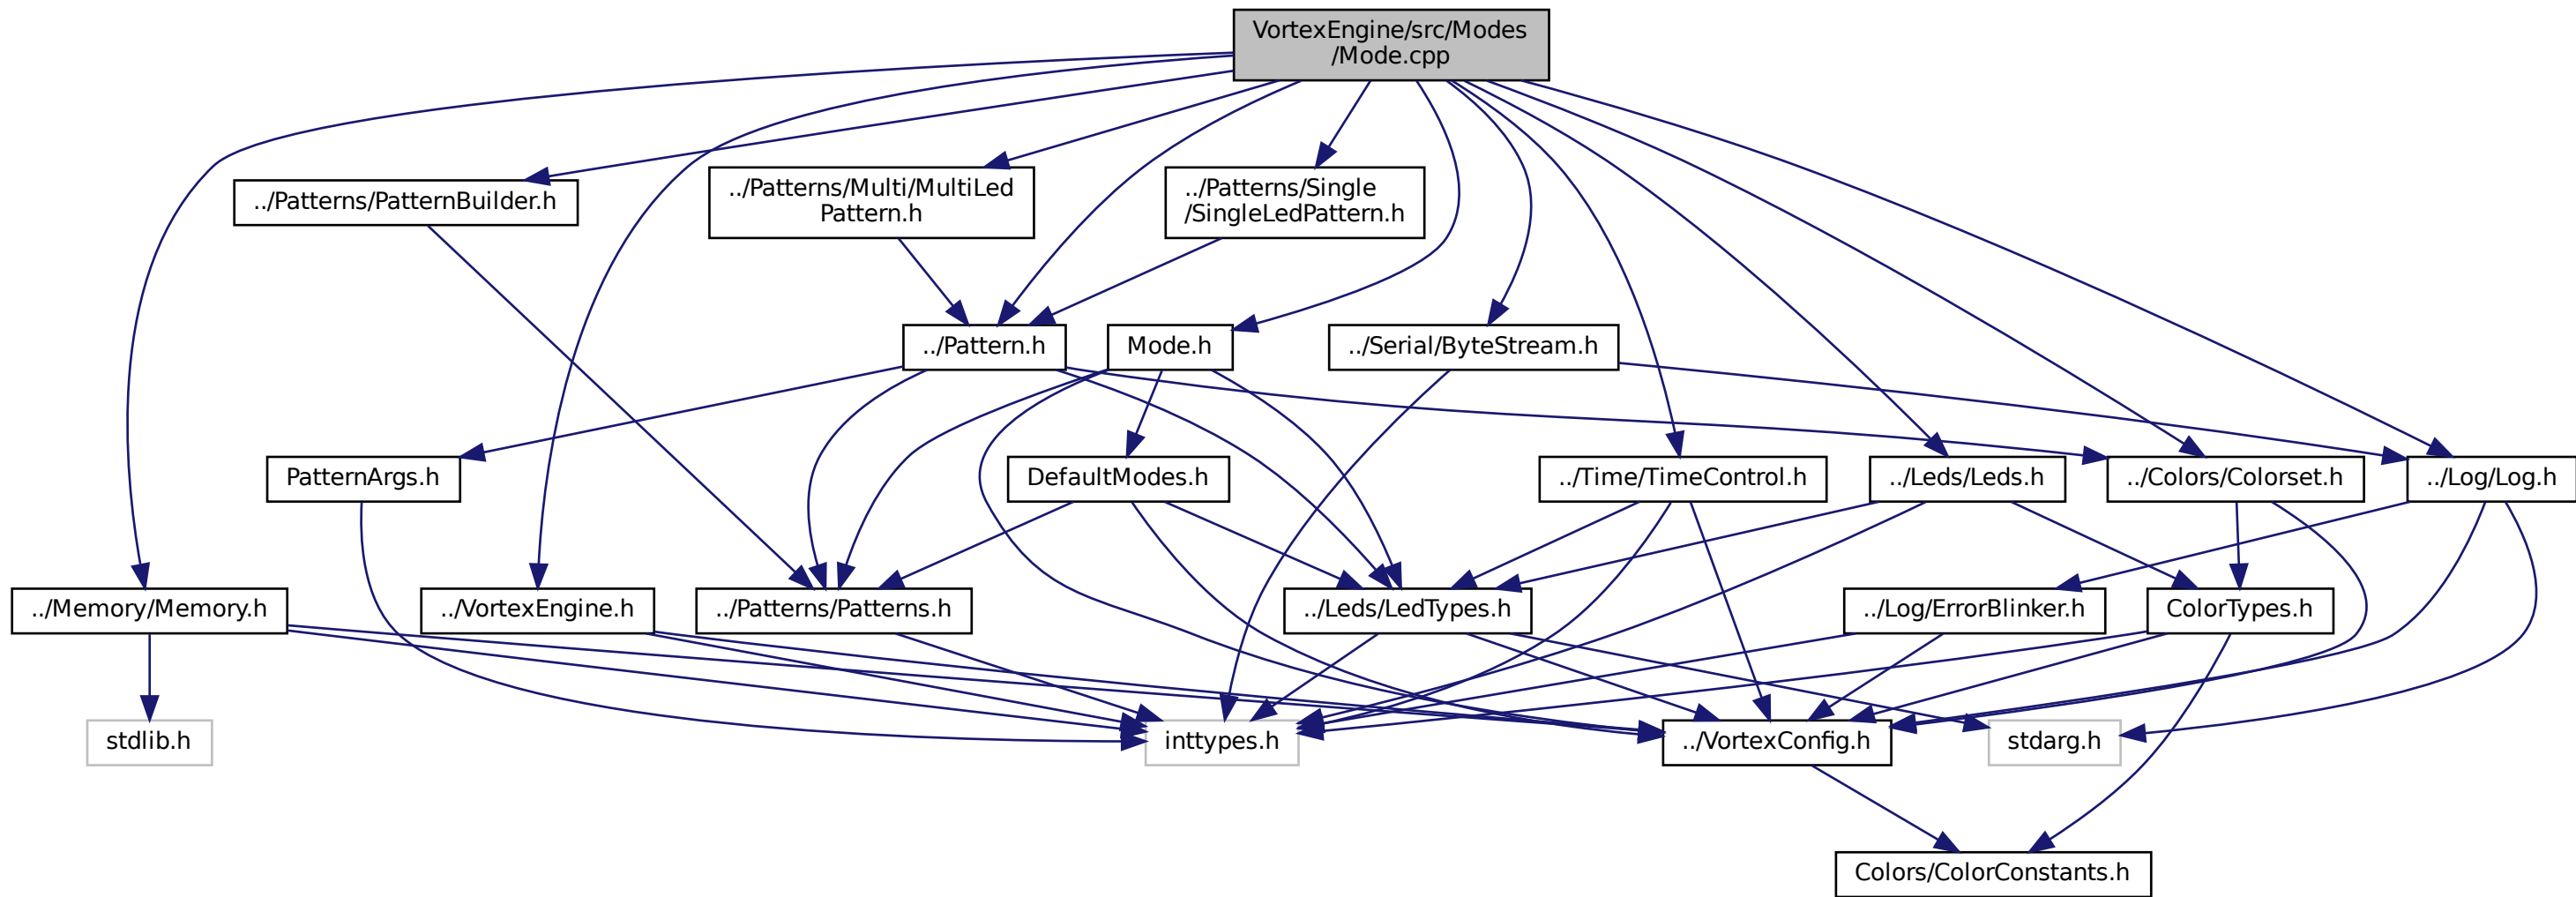 VortexEngine/src/Modes
/Mode.cpp
../Patterns/PatternBuilder.h
../Patterns/Multi/MultiLed
Pattern.h
../Patterns/Single
/SingleLedPattern.h
../Pattern.h
Mode.h
../Serial/ByteStream.h
PatternArgs.h
DefaultModes.h
../Time/TimeControl.h
../Leds/Leds.h
../Colors/Colorset.h
../Log/Log.h
../Memory/Memory.h
../VortexEngine.h
../Patterns/Patterns.h
../Leds/LedTypes.h
../Log/ErrorBlinker.h
ColorTypes.h
stdlib.h
inttypes.h
../VortexConfig.h
stdarg.h
Colors/ColorConstants.h